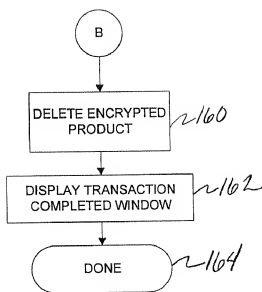 B
DELETE ENCRYPTED
PRODUCT
160
DISPLAY TRANSACTION
COMPLETED WINDOW
162
DONE
164